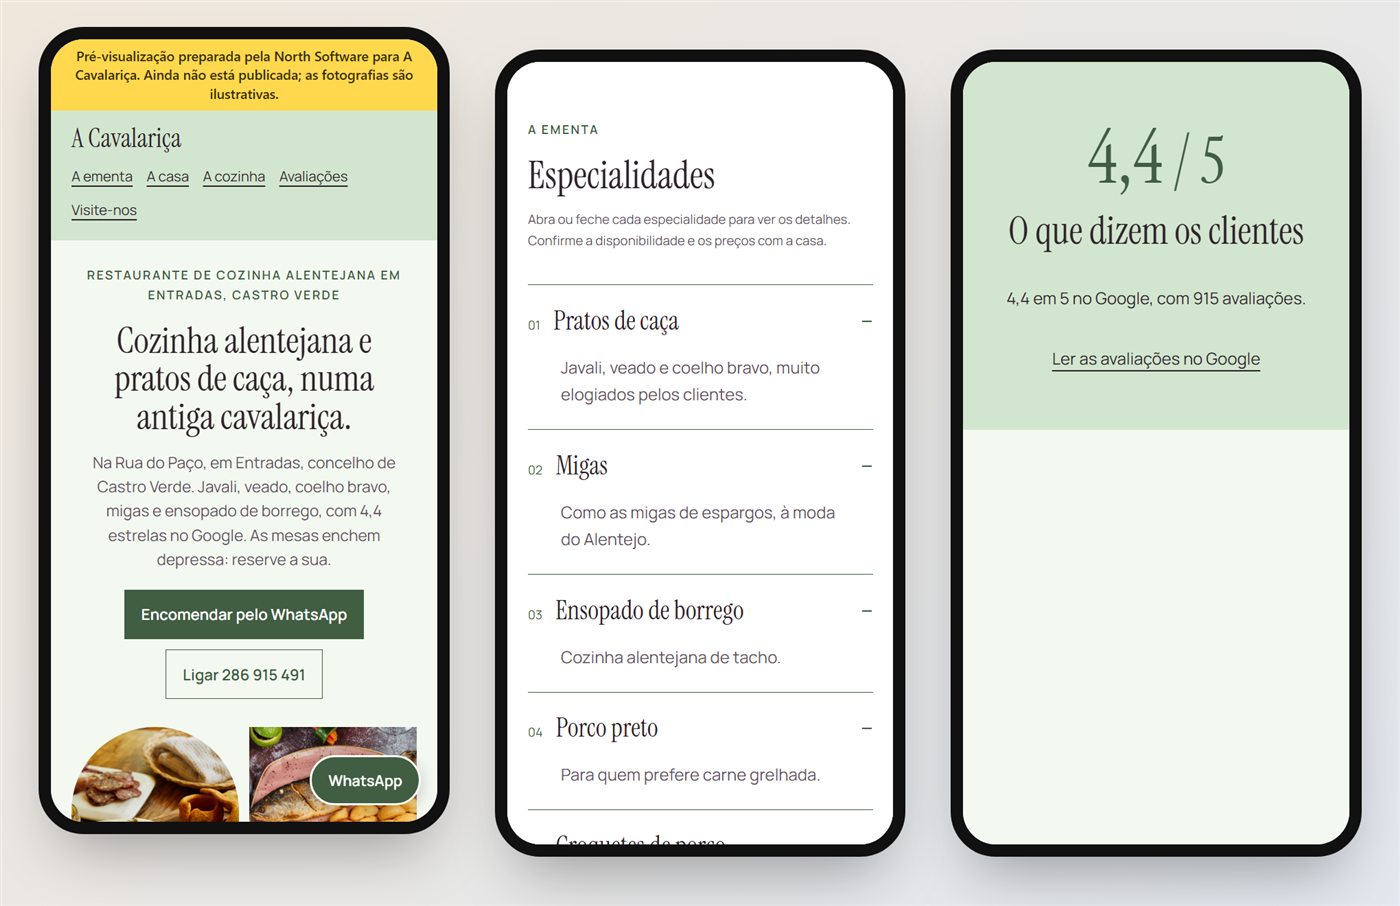 Pré-visualização preparada pela North Software para A
Cavalariça. Ainda não está publicada; as fotografias são
ilustrativas.
A Cavalariça
A ementa A casa A cozinha Avaliações
Visite-nos
RESTAURANTE DE COZINHA ALENTEJANA EM
ENTRADAS, CASTRO VERDE
Cozinha alentejana e
pratos de caça, numa
antiga cavalariça.
Na Rua do Paço, em Entradas, concelho de
Castro Verde. Javali, veado, coelho bravo,
migas e ensopado de borrego, com 4,4
estrelas no Google. As mesas enchem
depressa: reserve a sua.
Encomendar pelo WhatsApp
Ligar 286 915 491
WhatsApp
A EMENTA
Especialidades
Abra ou feche cada especialidade para ver os detalhes.
Confirme a disponibilidade e os preços com a casa.
01 Pratos de caça −
Javali, veado e coelho bravo, muito
elogiados pelos clientes.
02 Migas −
Como as migas de espargos, à moda
do Alentejo.
03 Ensopado de borrego −
Cozinha alentejana de tacho.
04 Porco preto −
Para quem prefere carne grelhada.
Croquetes de porco
4,4 / 5
O que dizem os clientes
4,4 em 5 no Google, com 915 avaliações.
Ler as avaliações no Google